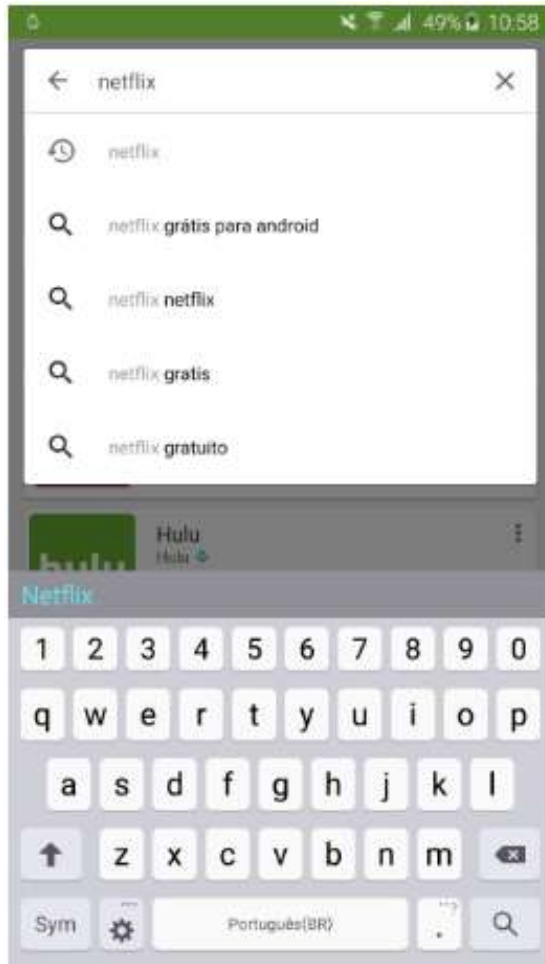 49% 10:58
netflix
netflix
netflix grátis para android
netflix netflix
netflix gratis
netflix gratuito
Hulu
Hulu
hulu
Netflix
1 2 3 4 5 6 7 8 9 0
q w e r t y u i o p
a s d f g h j k l
z x c v b n m
Sym Português(BR) .